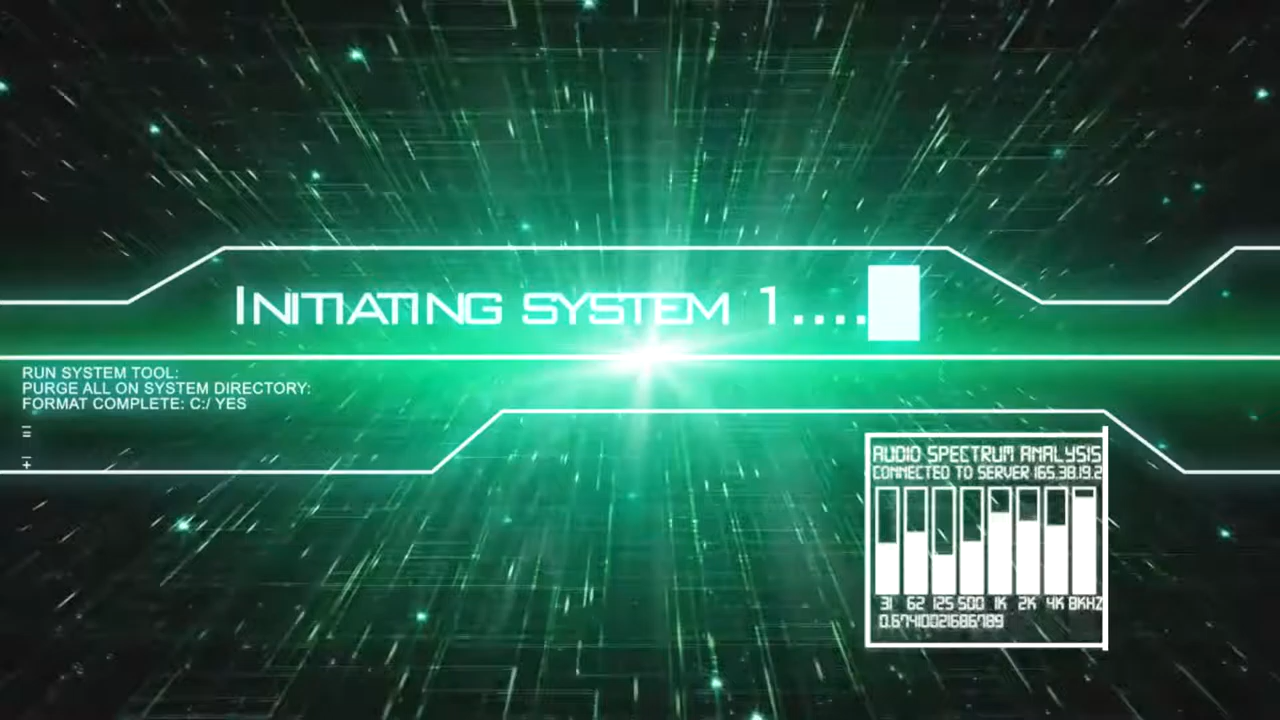 INITIATING SYSTEM 1....
RUN SYSTEM TOOL:
PURGE ALL ON SYSTEM DIRECTORY:
FORMAT COMPLETE: C:/ YES
AUDIO SPECTRUM ANALYSIS
CONNECTED TO SERVER 165.38.19.2
31 62 125 500 1K 2K 4K 8KHZ
0.67410021686789